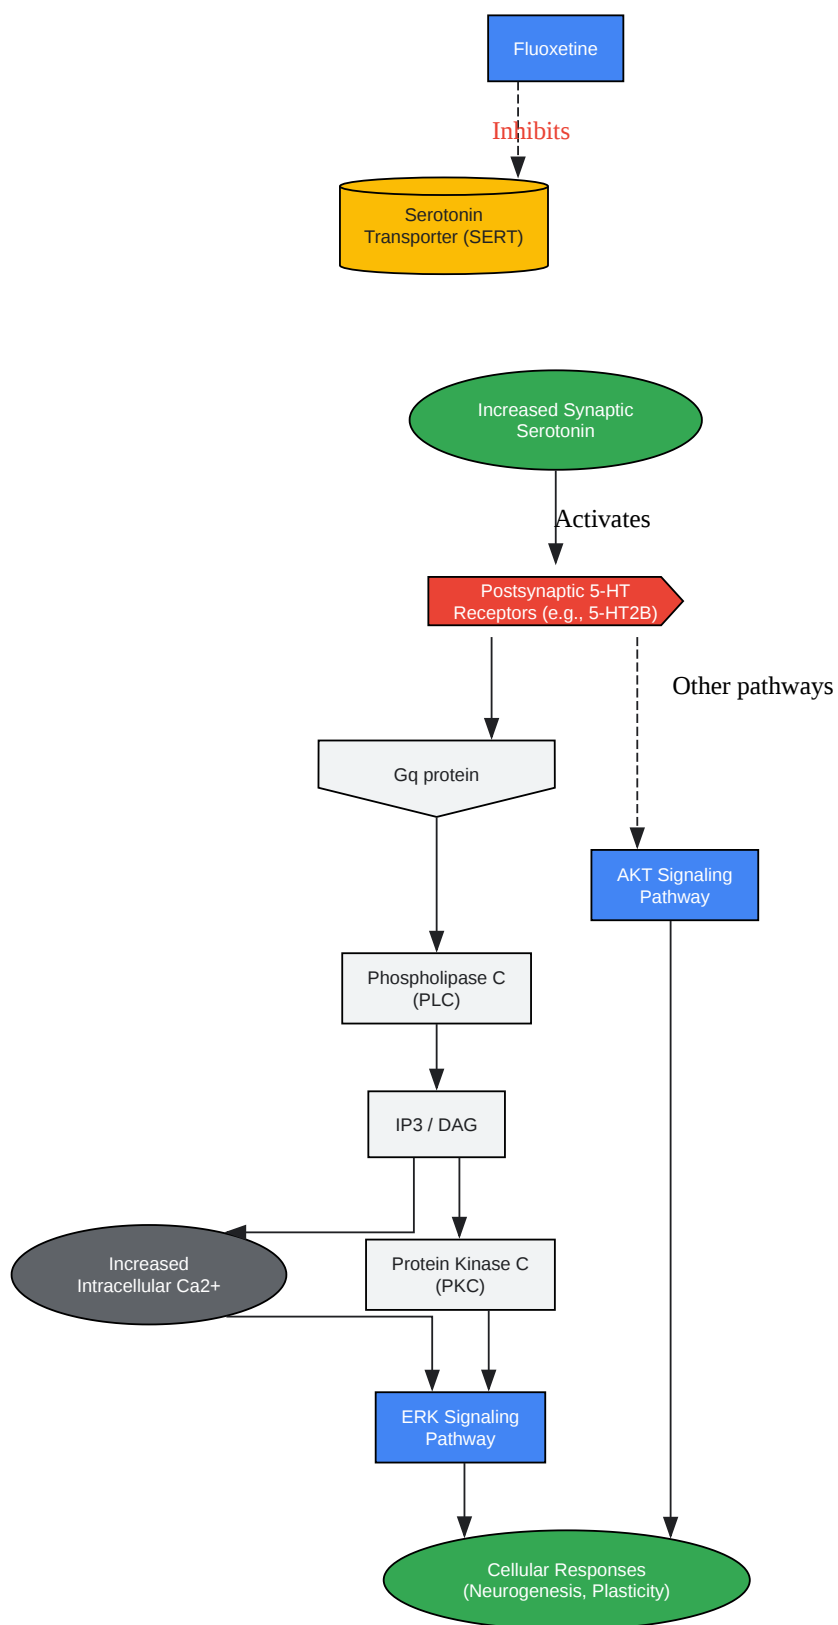 Fluoxetine
Inhibits
Serotonin
Transporter (SERT)
Increased Synaptic
Serotonin
Activates
Postsynaptic 5-HT
Receptors (e.g., 5-HT2B)
Other pathways
Gq protein
AKT Signaling
Pathway
Phospholipase C
(PLC)
IP3 / DAG
Increased
Intracellular Ca2+
Protein Kinase C
(PKC)
ERK Signaling
Pathway
Cellular Responses
(Neurogenesis, Plasticity)